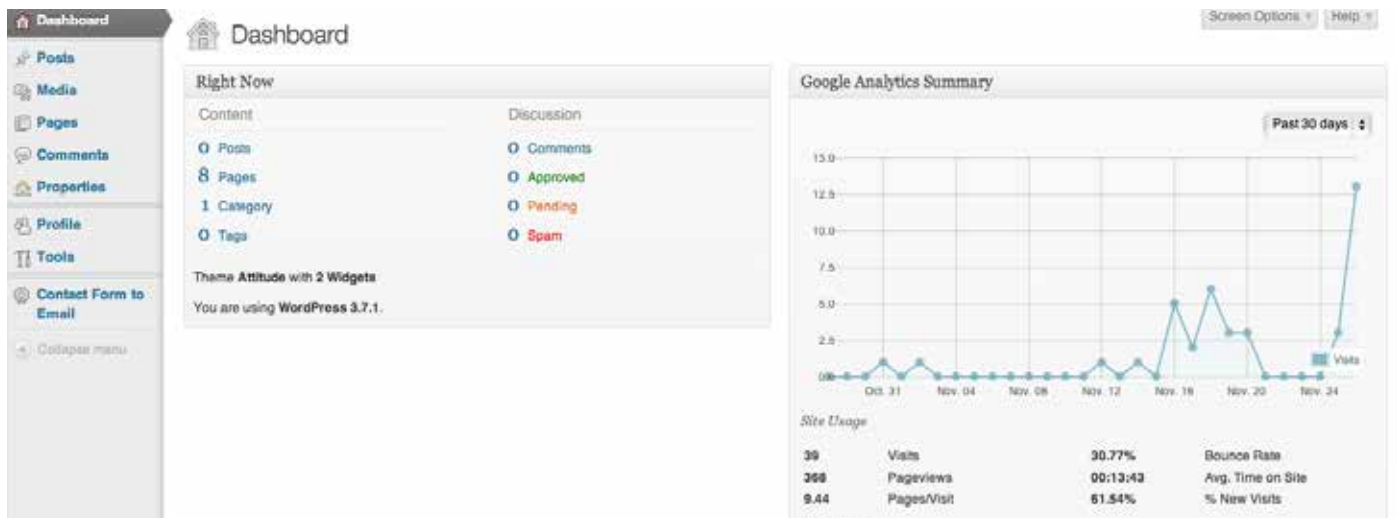 Dashboard
Posts
Media
Pages
Comments
Properties
Profile
Tools
Contact Form to
Email
Collapse menu
Dashboard
Screen Options
Help
Right Now
Content
0 Posts
8 Pages
1 Category
0 Tags
Discussion
0 Comments
0 Approved
0 Pending
0 Spam
Theme Attitude with 2 Widgets
You are using WordPress 3.7.1.
Google Analytics Summary
Past 30 days
15.0
12.5
10.0
7.5
5.0
2.5
Visits
Oct. 31 Nov. 04 Nov. 08 Nov. 12 Nov. 16 Nov. 20 Nov. 24
Site Usage
39 Visits 30.77% Bounce Rate
368 Pageviews 00:13:43 Avg. Time on Site
9.44 Pages/Visit 61.54% % New Visits